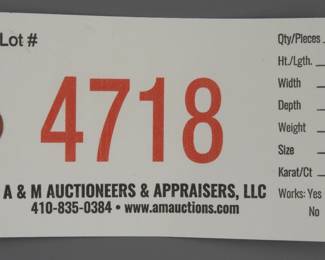 Lot #
4718
A & M AUCTIONEERS & APPRAISERS, LLC
410-835-0384 • www.amauctions.com
Qty/Pieces
Ht./Lgth.
Width
Depth
Weight
Size
Karat/Ct
Works: Yes
No